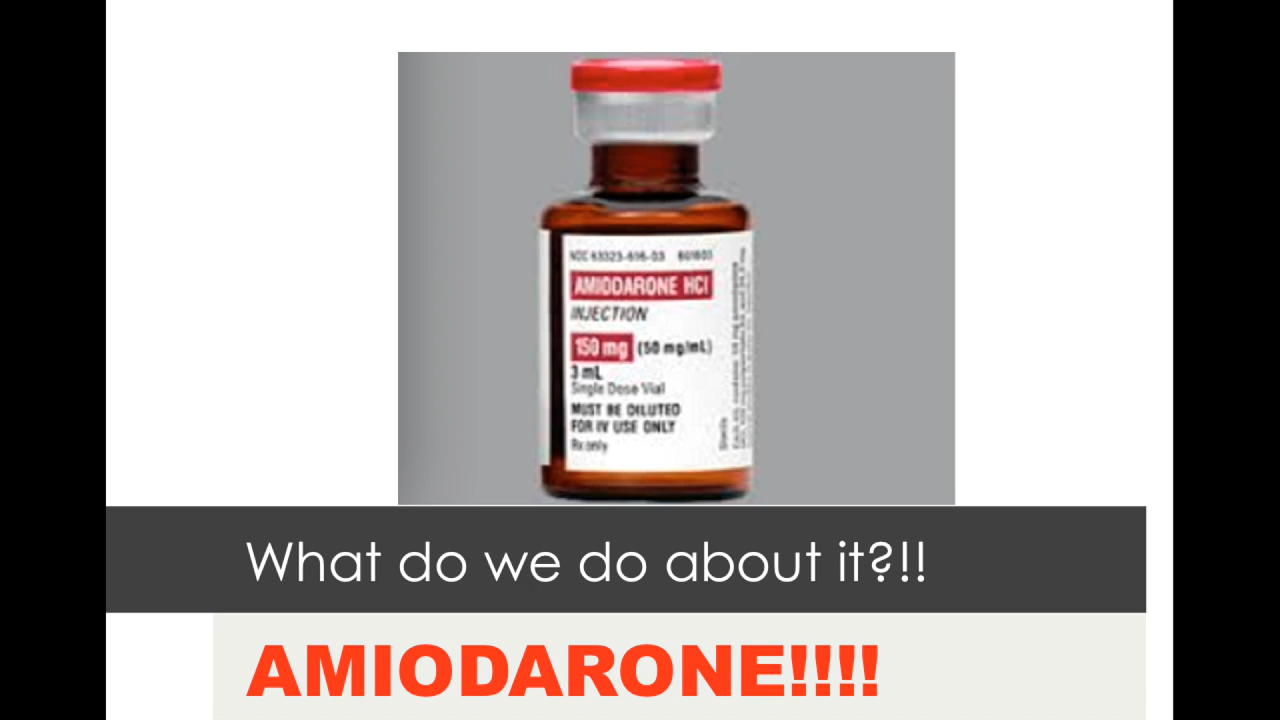 NDC 63323-616-03 601603
AMIODARONE HCl
INJECTION
150 mg (50 mg/mL)
3 mL
Single Dose Vial
MUST BE DILUTED
FOR IV USE ONLY
Rx only
Sterile
What do we do about it?!!
AMIODARONE!!!!